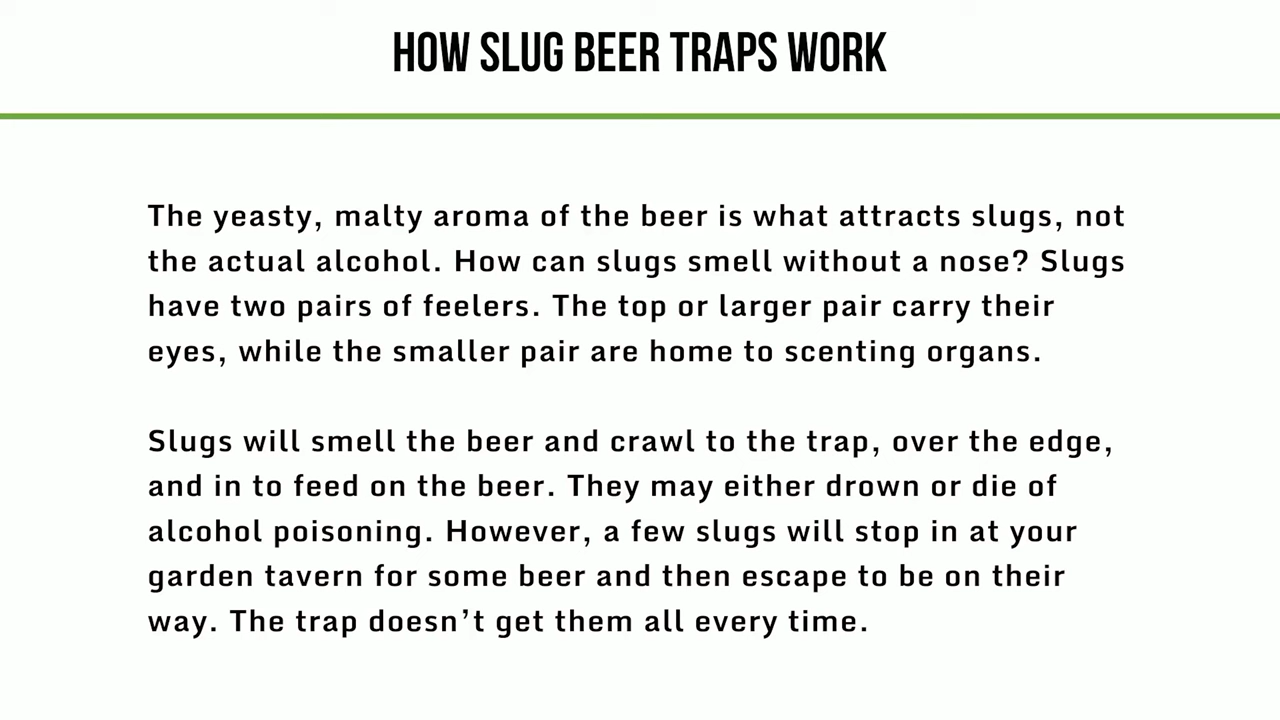 HOW SLUG BEER TRAPS WORK
The yeasty, malty aroma of the beer is what attracts slugs, not
the actual alcohol. How can slugs smell without a nose? Slugs
have two pairs of feelers. The top or larger pair carry their
eyes, while the smaller pair are home to scenting organs.
Slugs will smell the beer and crawl to the trap, over the edge,
and in to feed on the beer. They may either drown or die of
alcohol poisoning. However, a few slugs will stop in at your
garden tavern for some beer and then escape to be on their
way. The trap doesn’t get them all every time.